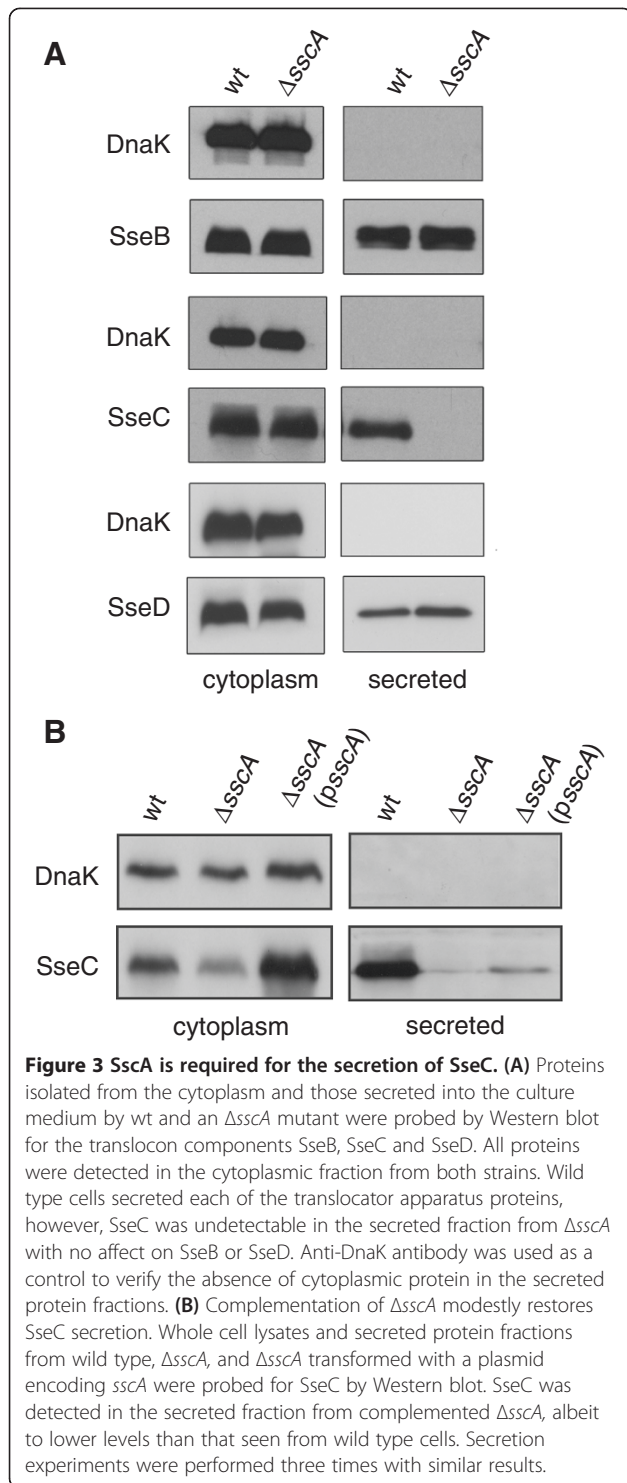 A
wt ΔsscA wt ΔsscA
DnaK
SseB
DnaK
SseC
DnaK
SseD
cytoplasm secreted
B
wt ΔsscA ΔsscA (psscA) wt ΔsscA ΔsscA (psscA)
DnaK
SseC
cytoplasm secreted
Figure 3 SscA is required for the secretion of SseC. (A) Proteins
isolated from the cytoplasm and those secreted into the culture
medium by wt and an ΔsscA mutant were probed by Western blot
for the translocon components SseB, SseC and SseD. All proteins
were detected in the cytoplasmic fraction from both strains. Wild
type cells secreted each of the translocator apparatus proteins,
however, SseC was undetectable in the secreted fraction from ΔsscA
with no affect on SseB or SseD. Anti-DnaK antibody was used as a
control to verify the absence of cytoplasmic protein in the secreted
protein fractions. (B) Complementation of ΔsscA modestly restores
SseC secretion. Whole cell lysates and secreted protein fractions
from wild type, ΔsscA, and ΔsscA transformed with a plasmid
encoding sscA were probed for SseC by Western blot. SseC was
detected in the secreted fraction from complemented ΔsscA, albeit
to lower levels than that seen from wild type cells. Secretion
experiments were performed three times with similar results.